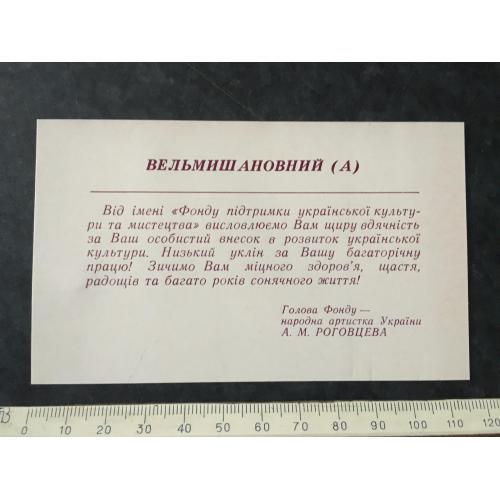 ВЕЛЬМИШАНОВНИЙ (А)
Від імені «Фонду підтримки української культу-
ри та мистецтва» висловлюємо Вам щиру вдячність
за Ваш особистий внесок в розвиток української
культури. Низький уклін за Вашу багаторічну
працю! Зичимо Вам міцного здоров'я, щастя,
радощів та багато років сонячного життя!
Голова Фонду —
народна артистка України
А. М. РОГОВЦЕВА
0 10 20 30 40 50 60 70 80 90 100 110 120